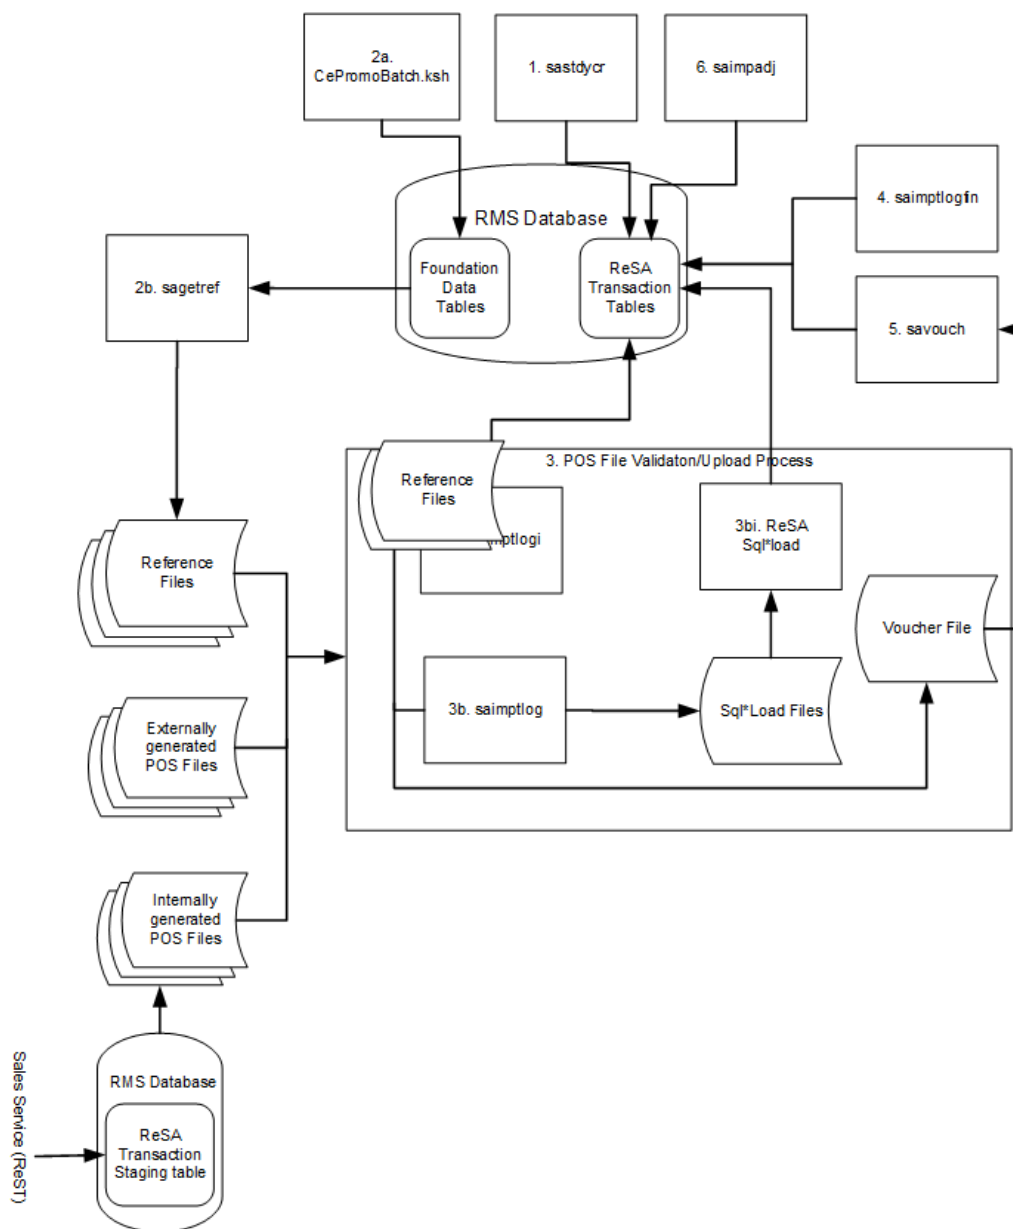 2a.
CePromoBatch.ksh
1. sastdycr
6. saimpadj
RMS Database
4. saimptlogfin
Foundation
Data
Tables
ReSA
Transaction
Tables
2b. sagetref
5. savouch
3. POS File Validaton/Upload Process
Reference
Files
mptlogi
3bi. ReSA
Sql*load
Reference
Files
Voucher File
3b. saimptlog
Sql*Load Files
Externally
generated
POS Files
Internally
generated
POS Files
RMS Database
ReSA
Transaction
Staging table
Sales Service (ReST)